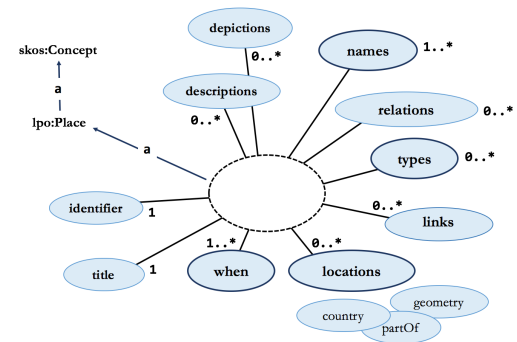 depictions
0..*
skos:Concept
names
1..*
a
descriptions
0..*
relations
0..*
lpo:Place
a
types
0..*
identifier
1
0..*
links
title
1
1..*
when
0..*
locations
geometry
country
partOf